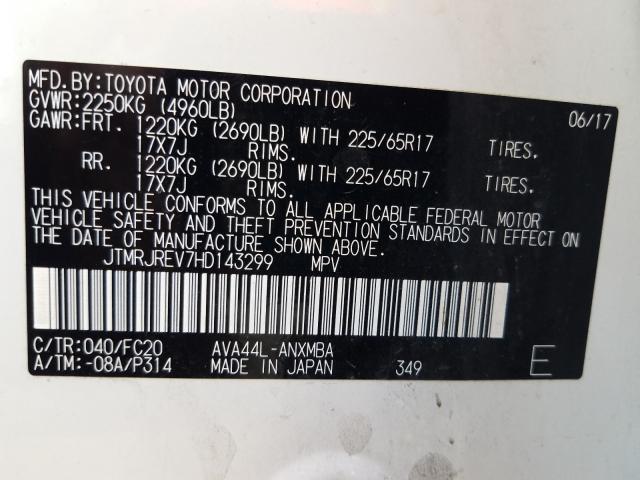 MFD.BY:TOYOTA MOTOR CORPORATION 06/17
GVWR:2250KG (4960LB)
GAWR:FRT. 1220KG (2690LB) WITH 225/65R17 TIRES.
17X7J RIMS.
RR. 1220KG (2690LB) WITH 225/65R17 TIRES.
17X7J RIMS.
THIS VEHICLE CONFORMS TO ALL APPLICABLE FEDERAL MOTOR
VEHICLE SAFETY AND THEFT PREVENTION STANDARDS IN EFFECT ON
THE DATE OF MANUFACTURE SHOWN ABOVE.
JTMRJREV7HD143299 MPV
C/TR:040/FC20 AVA44L-ANXMBA
A/TM:-08A/P314 MADE IN JAPAN 349 E